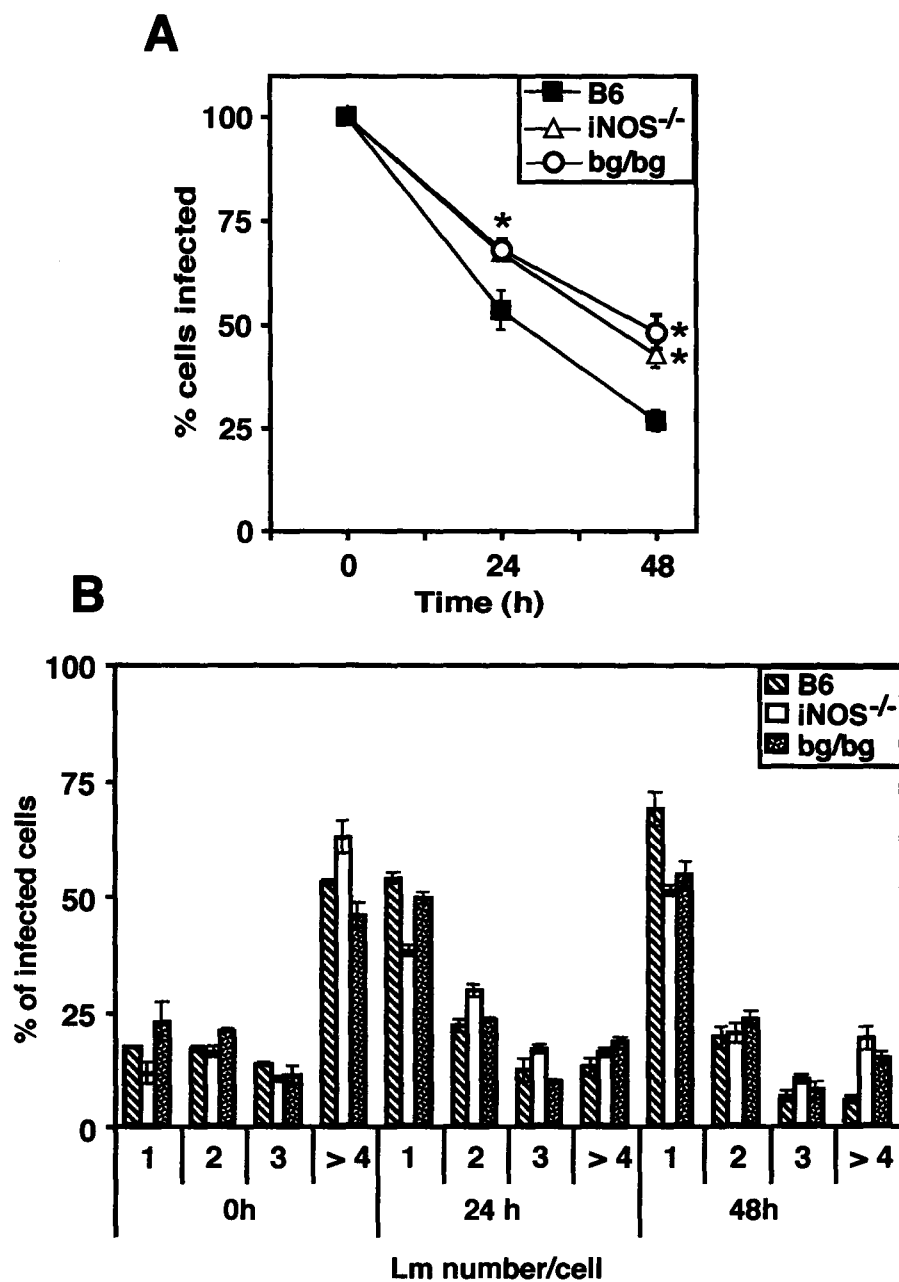 A
B6
iNOS-/-
bg/bg
100
75
50
25
0
% cells infected
*
*
*
0 24 48
Time (h)
B
100
75
50
25
0
% of infected cells
B6
iNOS-/-
bg/bg
1 2 3 > 4 1 2 3 > 4 1 2 3 > 4
0h 24 h 48h
Lm number/cell